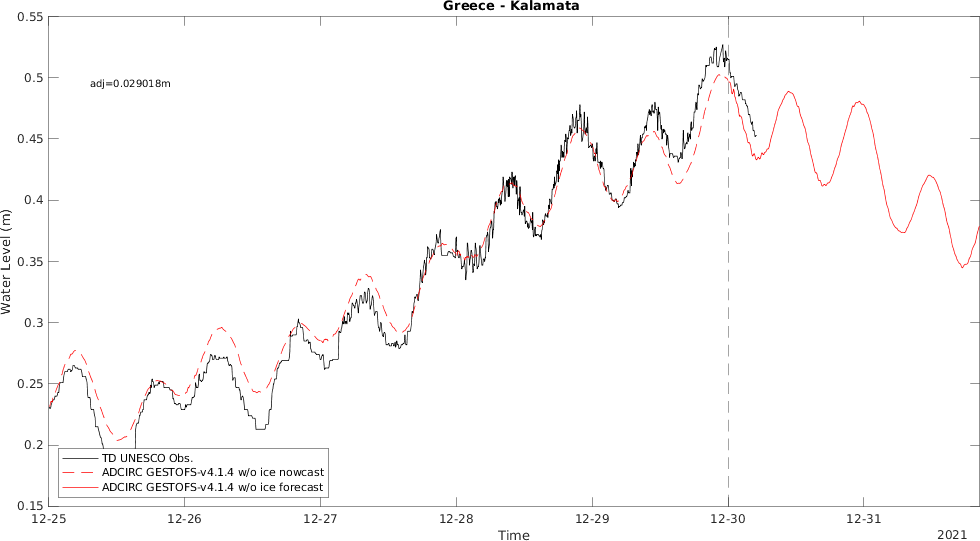 Greece - Kalamata
0.55
0.5
0.45
0.4
0.35
0.3
0.25
0.2
0.15
Water Level (m)
adj=0.029018m
TD UNESCO Obs.
ADCIRC GESTOFS-v4.1.4 w/o ice nowcast
ADCIRC GESTOFS-v4.1.4 w/o ice forecast
12-25 12-26 12-27 12-28 12-29 12-30 12-31
Time
2021